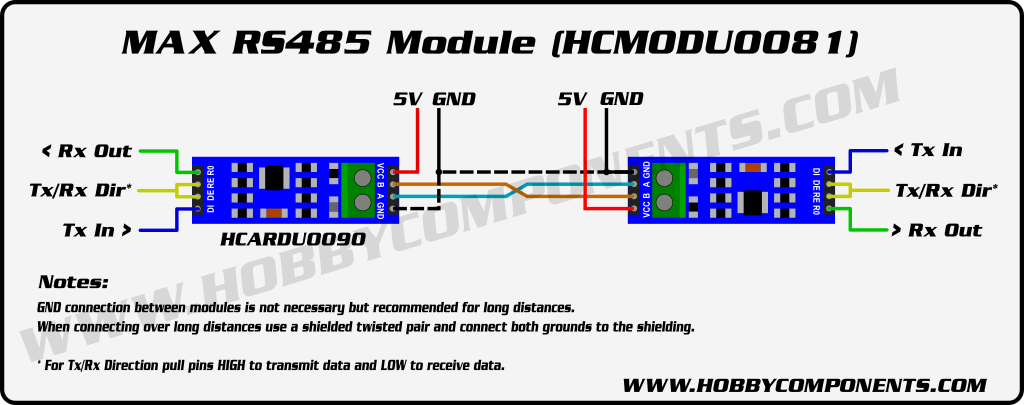 MAX RS485 Module (HCMODU0081)
5V GND
5V GND
< Rx Out
Tx/Rx Dir*
Tx In >
DI DE RE RO
VCC B A GND
HCARDU0090
GND A B VCC
DI DE RE RO
< Tx In
Tx/Rx Dir*
> Rx Out
WWW.HOBBYCOMPONENTS.COM
Notes:
GND connection between modules is not necessary but recommended for long distances.
When connecting over long distances use a shielded twisted pair and connect both grounds to the shielding.
* For Tx/Rx Direction pull pins HIGH to transmit data and LOW to receive data.
WWW.HOBBYCOMPONENTS.COM